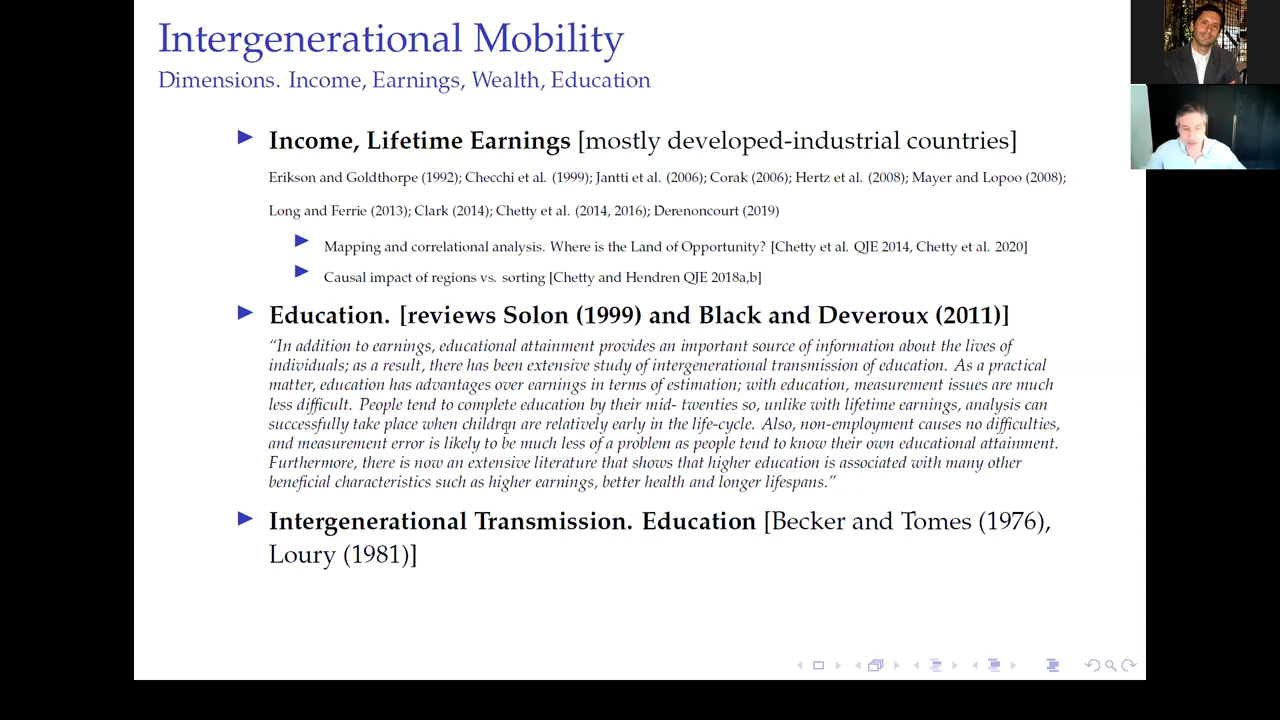 Intergenerational Mobility
Dimensions. Income, Earnings, Wealth, Education
Income, Lifetime Earnings [mostly developed-industrial countries]
Erikson and Goldthorpe (1992); Checchi et al. (1999); Jantti et al. (2006); Corak (2006); Hertz et al. (2008); Mayer and Lopoo (2008);
Long and Ferrie (2013); Clark (2014); Chetty et al. (2014, 2016); Derenoncourt (2019)
Mapping and correlational analysis. Where is the Land of Opportunity? [Chetty et al. QJE 2014, Chetty et al. 2020]
Causal impact of regions vs. sorting [Chetty and Hendren QJE 2018a,b]
Education. [reviews Solon (1999) and Black and Deveroux (2011)]
“In addition to earnings, educational attainment provides an important source of information about the lives of
individuals; as a result, there has been extensive study of intergenerational transmission of education. As a practical
matter, education has advantages over earnings in terms of estimation; with education, measurement issues are much
less difficult. People tend to complete education by their mid- twenties so, unlike with lifetime earnings, analysis can
successfully take place when children are relatively early in the life-cycle. Also, non-employment causes no difficulties,
and measurement error is likely to be much less of a problem as people tend to know their own educational attainment.
Furthermore, there is now an extensive literature that shows that higher education is associated with many other
beneficial characteristics such as higher earnings, better health and longer lifespans.”
Intergenerational Transmission. Education [Becker and Tomes (1976),
Loury (1981)]